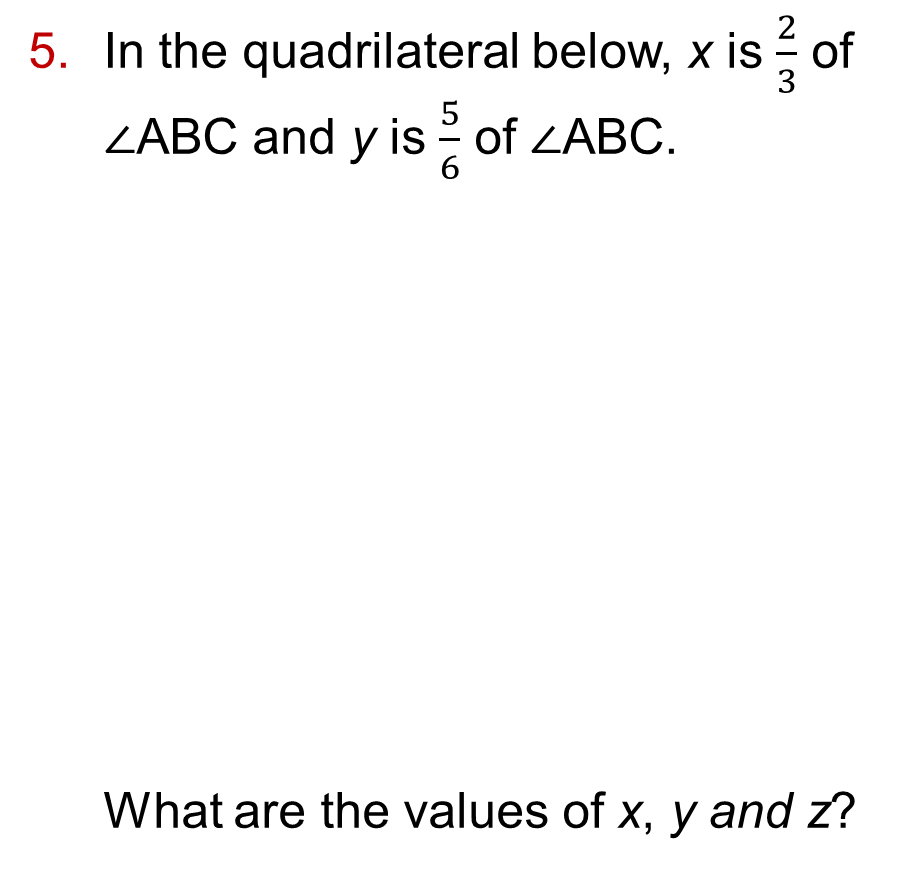 5. In the quadrilateral below, x is 2/3 of
∠ABC and y is 5/6 of ∠ABC.
What are the values of x, y and z?